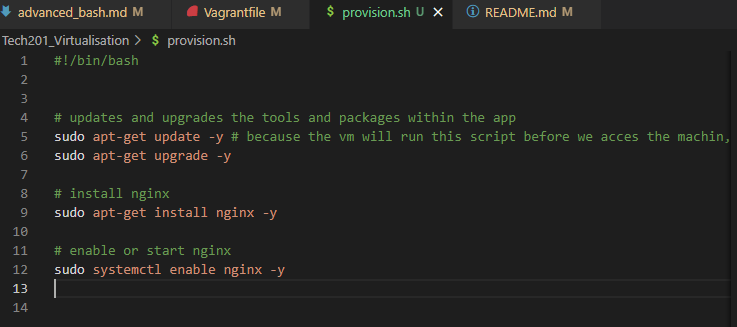 advanced_bash.md M Vagrantfile M $ provision.sh U × README.md M
Tech201_Virtualisation > $ provision.sh
1 #!/bin/bash
2
3
4 # updates and upgrades the tools and packages within the app
5 sudo apt-get update -y # because the vm will run this script before we acces the machin,
6 sudo apt-get upgrade -y
7
8 # install nginx
9 sudo apt-get install nginx -y
10
11 # enable or start nginx
12 sudo systemctl enable nginx -y
13
14